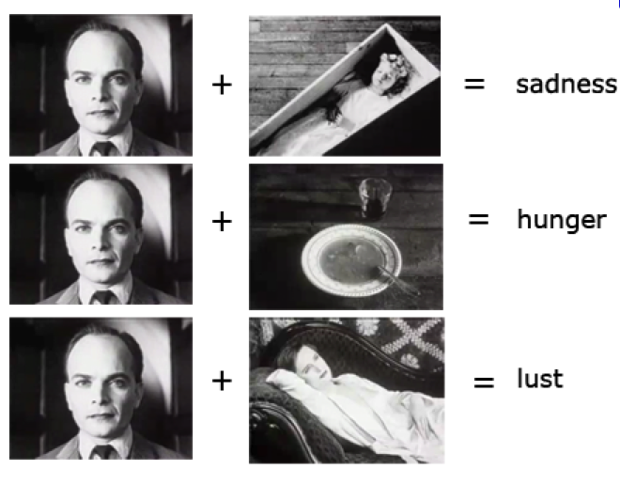 + = sadness
+ = hunger
+ = lust